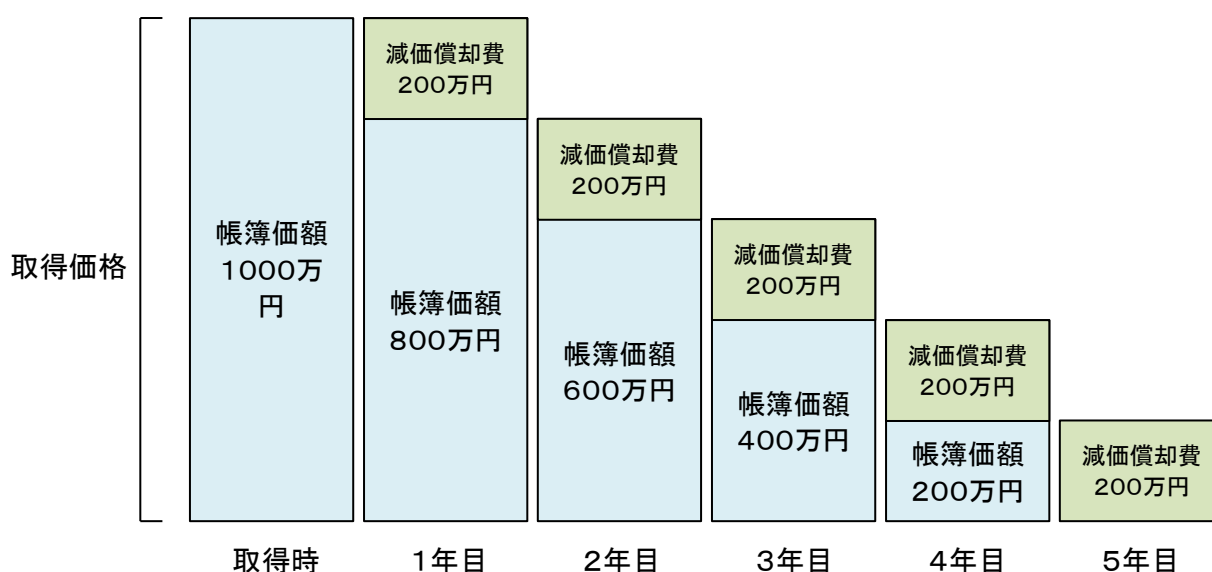 取得価格
帳簿価額
1000万
円
減価償却費
200万円
帳簿価額
800万円
減価償却費
200万円
帳簿価額
600万円
減価償却費
200万円
帳簿価額
400万円
減価償却費
200万円
帳簿価額
200万円
減価償却費
200万円
取得時
1年目
2年目
3年目
4年目
5年目